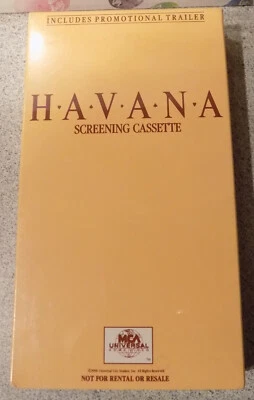 INCLUDES PROMOTIONAL TRAILER
H·A·V·A·N·A
SCREENING CASSETTE
MCA
UNIVERSAL
NOT FOR RENTAL OR RESALE